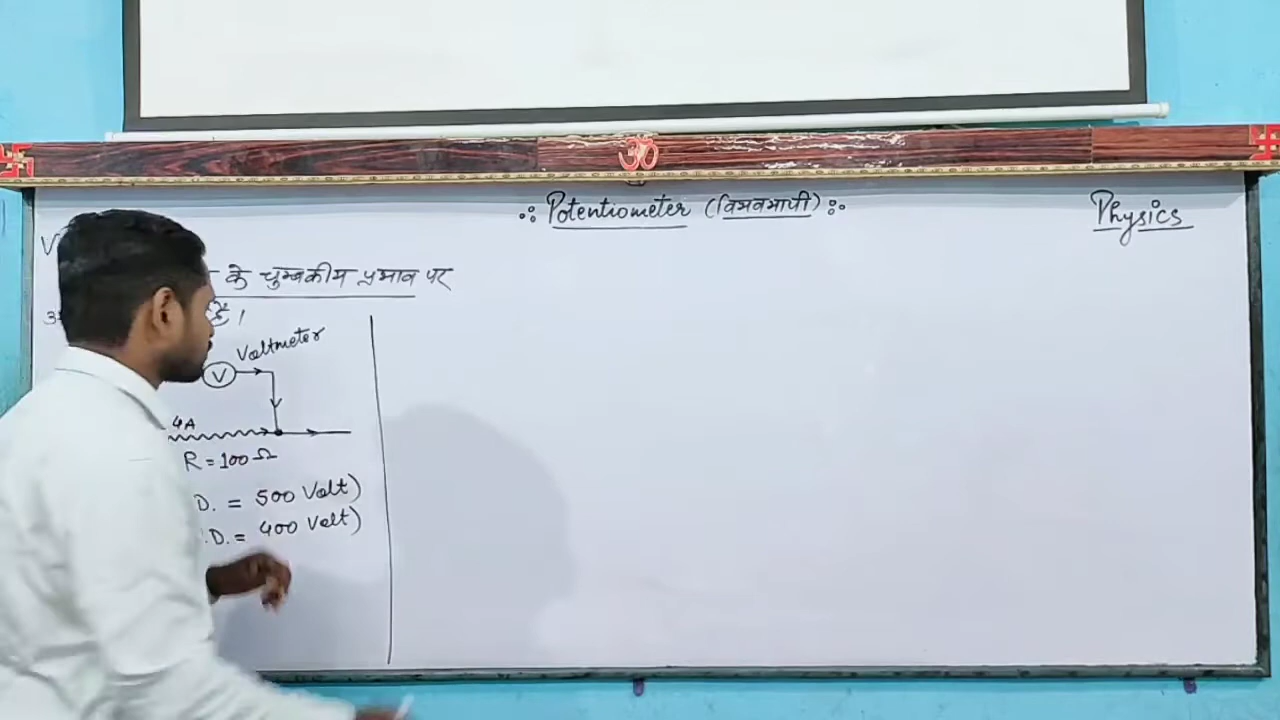 ∴ Potentiometer (विभवमापी) ∴
Physics
V
के चुम्बकीय प्रभाव पर
है।
Voltmeter
V
4A
R = 100 Ω
D. = 500 Volt)
.D. = 400 Volt)
ॐ